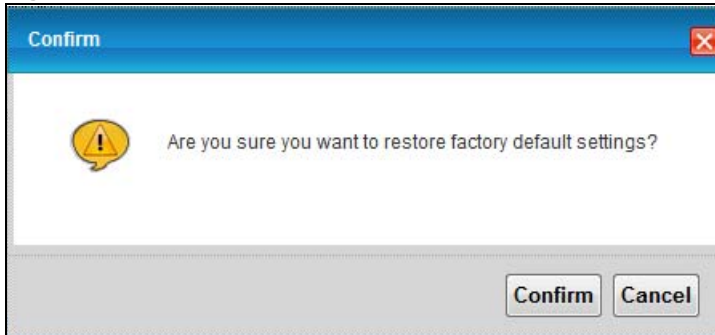 Confirm
Are you sure you want to restore factory default settings?
Confirm Cancel